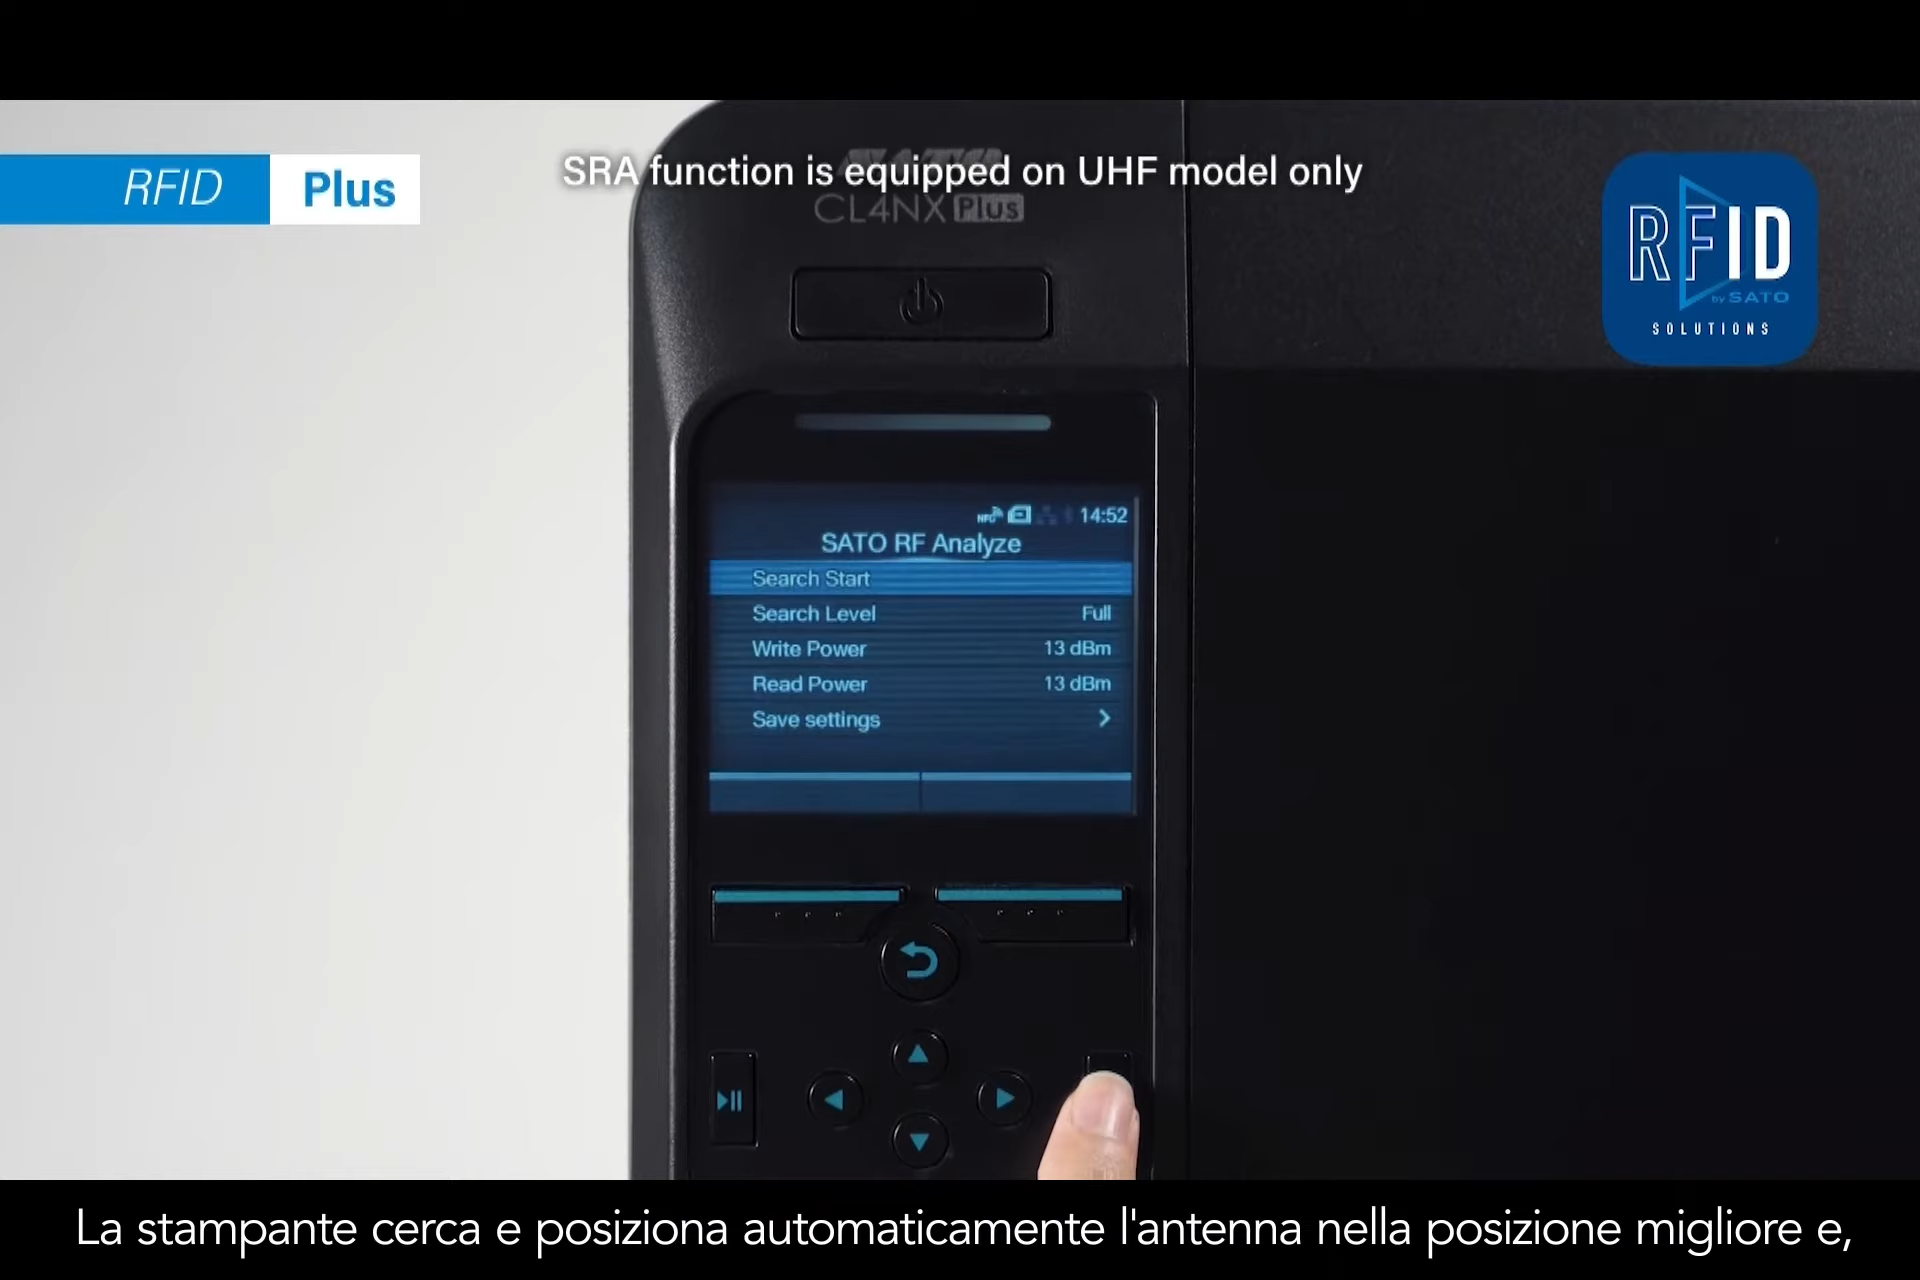 RFID Plus
SRA function is equipped on UHF model only
CL4NX Plus
RFID
by SATO
SOLUTIONS
NFC 14:52
SATO RF Analyze
Search Start
Search Level Full
Write Power 13 dBm
Read Power 13 dBm
Save settings
La stampante cerca e posiziona automaticamente l'antenna nella posizione migliore e,